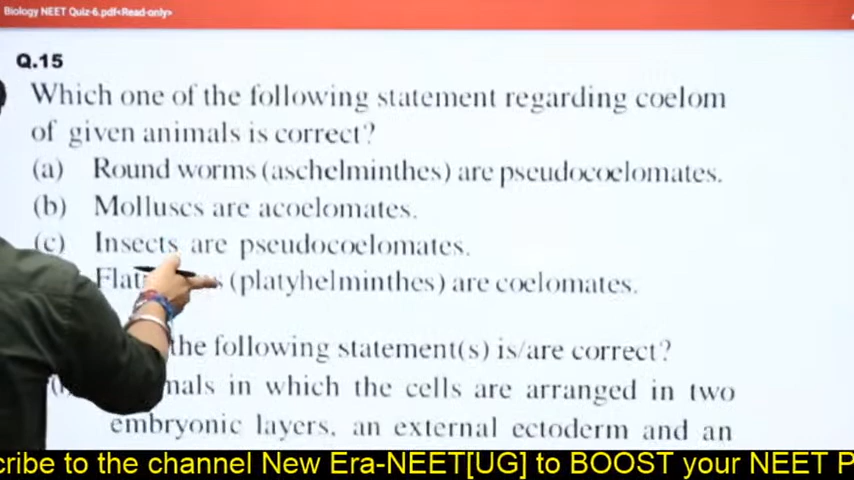 Biology NEET Quiz-6.pdf<Read-only>
Q.15
Which one of the following statement regarding coelom
of given animals is correct?
(a) Round worms (aschelminthes) are pseudocoelomates.
(b) Molluscs are acoelomates.
(c) Insects are pseudocoelomates.
(platyhelminthes) are coelomates.
the following statement(s) is/are correct?
in which the cells are arranged in two
embryonic layers, an external ectoderm and an
to the channel New Era-NEET[UG] to BOOST your NEET